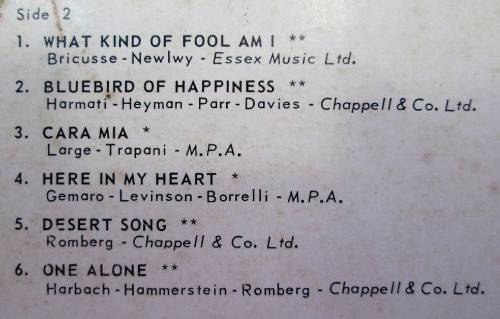 Side 2
1. WHAT KIND OF FOOL AM I **
Bricusse - Newlwy - Essex Music Ltd.
2. BLUEBIRD OF HAPPINESS **
Harmati - Heyman - Parr - Davies - Chappell & Co. Ltd.
3. CARA MIA *
Large - Trapani - M.P.A.
4. HERE IN MY HEART *
Gemaro - Levinson - Borrelli - M.P.A.
5. DESERT SONG **
Romberg - Chappell & Co. Ltd.
6. ONE ALONE **
Harbach - Hammerstein - Romberg - Chappell & Co. Ltd.